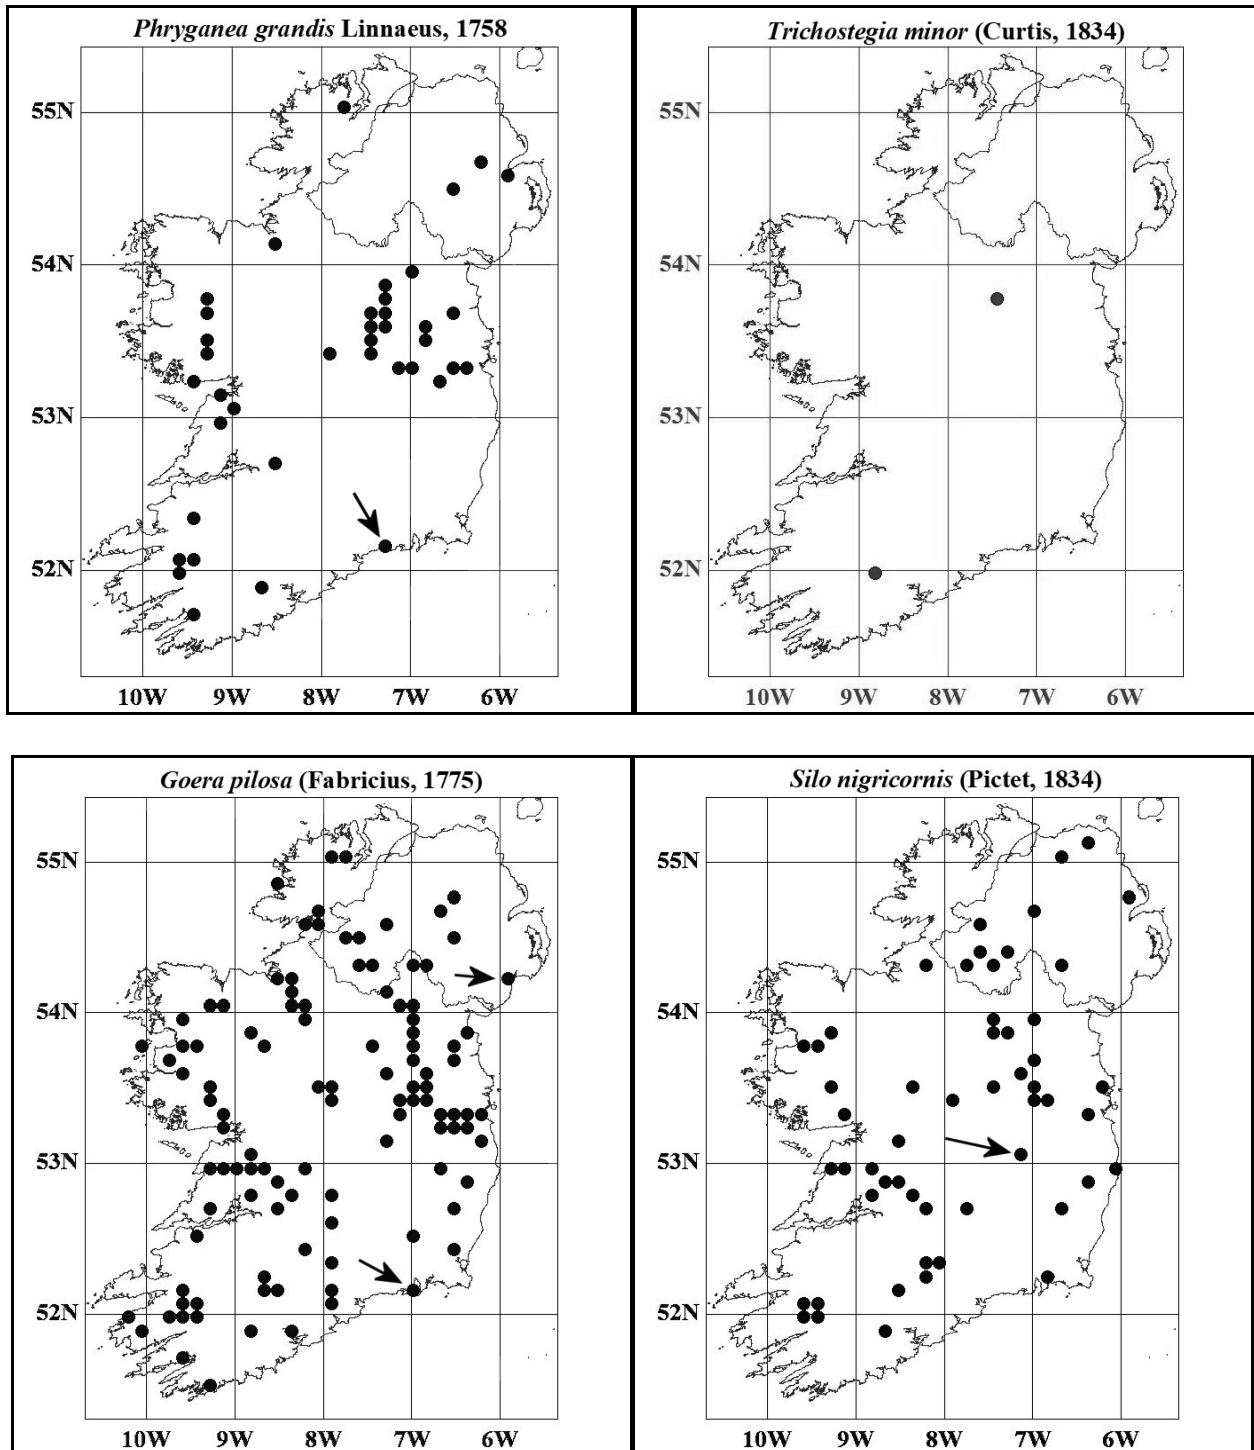 Phryganea grandis Linnaeus, 1758
55N
54N
53N
52N
10W 9W 8W 7W 6W
Trichostegia minor (Curtis, 1834)
55N
54N
53N
52N
10W 9W 8W 7W 6W
Goera pilosa (Fabricius, 1775)
55N
54N
53N
52N
10W 9W 8W 7W 6W
Silo nigricornis (Pictet, 1834)
55N
54N
53N
52N
10W 9W 8W 7W 6W